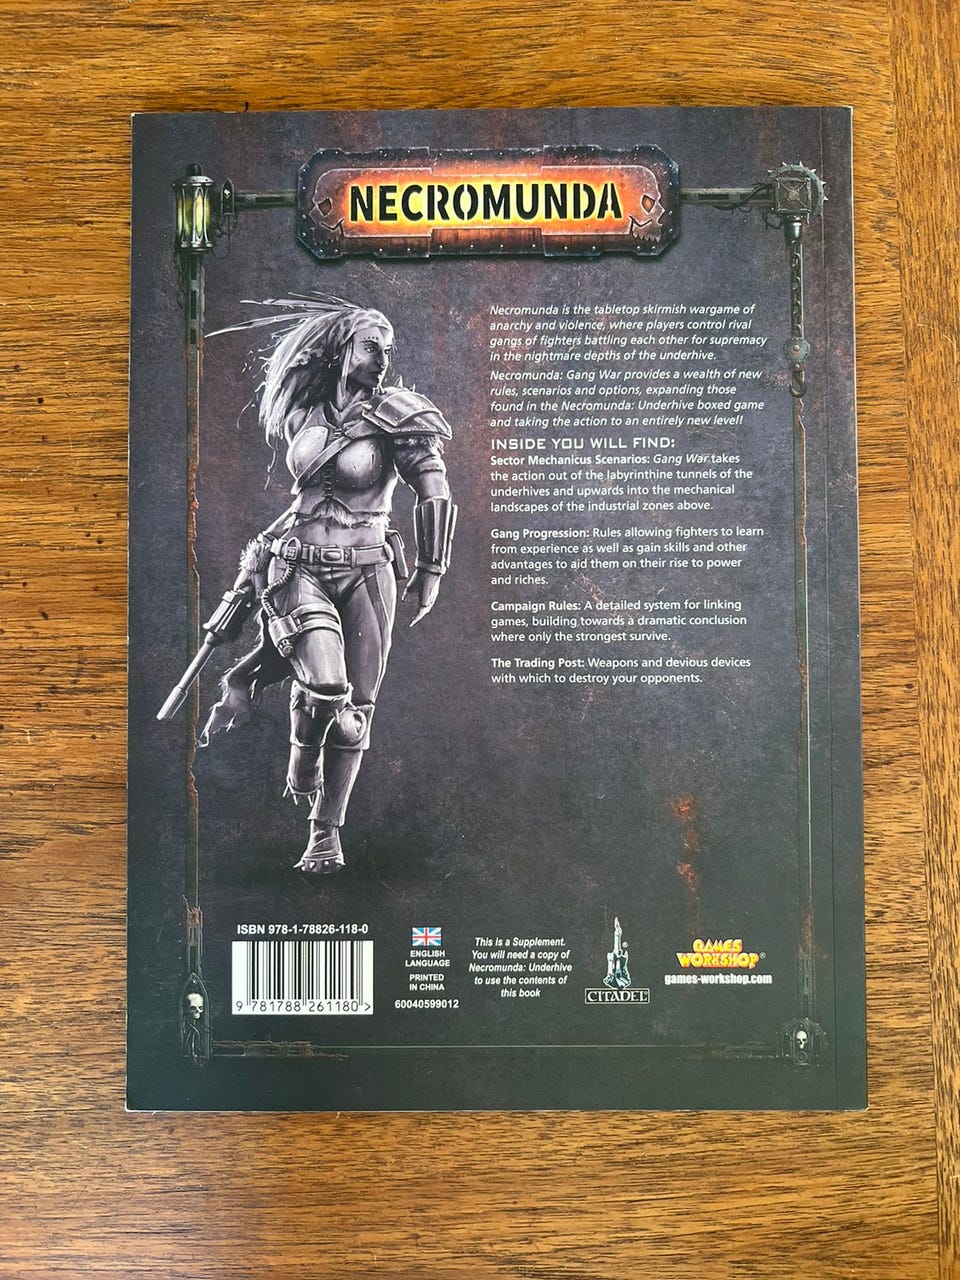 NECROMUNDA
Necromunda is the tabletop skirmish wargame of
anarchy and violence, where players control rival
gangs of fighters battling each other for supremacy
in the nightmare depths of the underhive.
Necromunda: Gang War provides a wealth of new
rules, scenarios and options, expanding those
found in the Necromunda: Underhive boxed game
and taking the action to an entirely new level!
INSIDE YOU WILL FIND:
Sector Mechanicus Scenarios: Gang War takes
the action out of the labyrinthine tunnels of the
underhives and upwards into the mechanical
landscapes of the industrial zones above.
Gang Progression: Rules allowing fighters to learn
from experience as well as gain skills and other
advantages to aid them on their rise to power
and riches.
Campaign Rules: A detailed system for linking
games, building towards a dramatic conclusion
where only the strongest survive.
The Trading Post: Weapons and devious devices
with which to destroy your opponents.
ISBN 978-1-78826-118-0
9 781788 261180 >
ENGLISH
LANGUAGE
PRINTED
IN CHINA
60040599012
This is a Supplement.
You will need a copy of
Necromunda: Underhive
to use the contents of
this book
CITADEL®
GAMES
WORKSHOP®
games-workshop.com